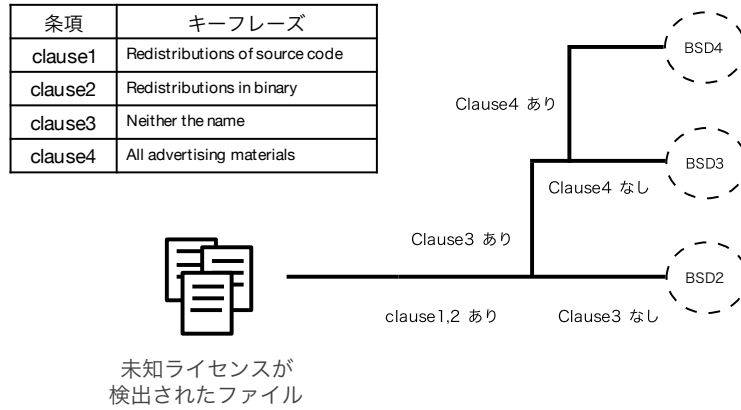 条項 キーフレーズ
clause1 Redistributions of source code
clause2 Redistributions in binary
clause3 Neither the name
clause4 All advertising materials
BSD4
Clause4 あり
BSD3
Clause4 なし
Clause3 あり
BSD2
clause1,2 あり
Clause3 なし
未知ライセンスが
検出されたファイル